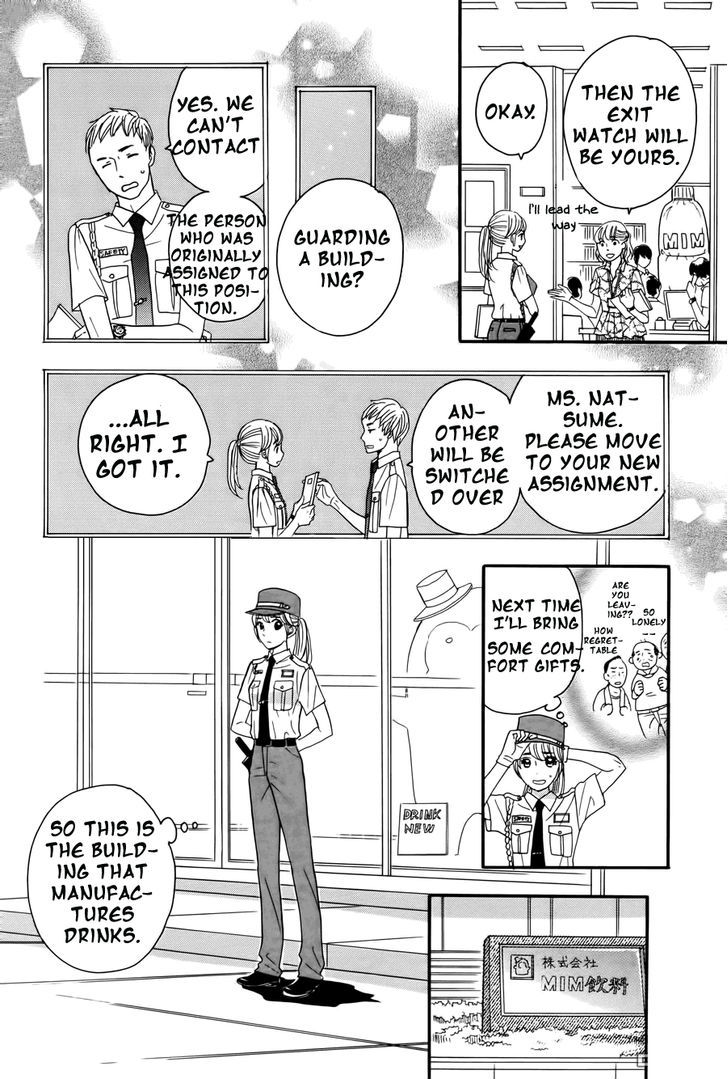 THEN THE
EXIT
WATCH WILL
BE YOURS.
OKAY.
I'll lead the
way
MIM
GUARDING
A BUILD-
ING?
YES. WE
CAN'T
CONTACT
THE PERSON
WHO WAS
ORIGINALLY
ASSIGNED TO
THIS POSI-
TION.
SAFETY
MS. NAT-
SUME.
PLEASE MOVE
TO YOUR NEW
ASSIGNMENT.
AN-
OTHER
WILL BE
SWITCHE
D OVER
...ALL
RIGHT. I
GOT IT.
ARE
YOU
LEAV-
ING??
SO
LONELY
--
HOW
REGRET-
TABLE
NEXT TIME
I'LL BRING
SOME COM-
FORT GIFTS.
DRINK
NEW
SO THIS IS
THE BUILD-
ING THAT
MANUFAC-
TURES
DRINKS.
株式会社
MIM飲料